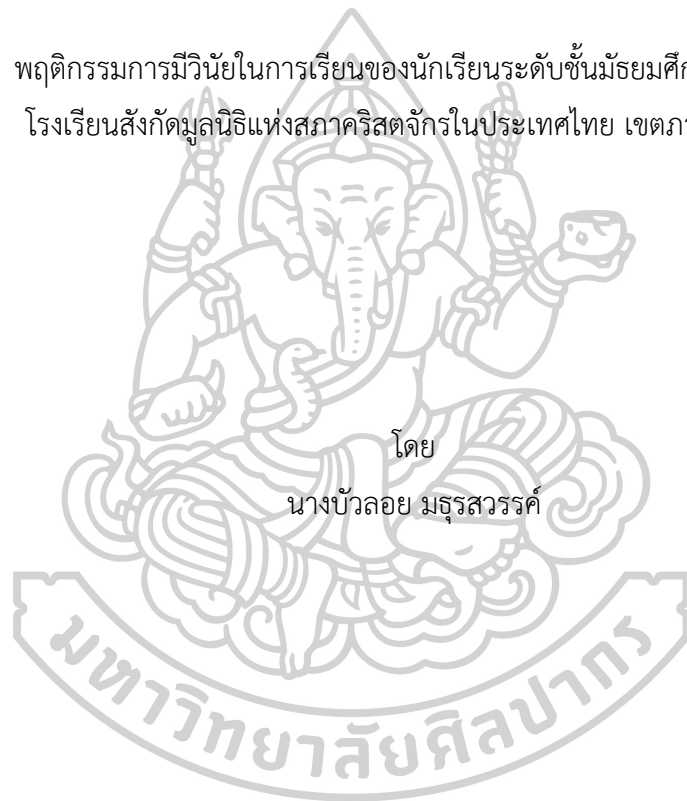 พฤติกรรมการมีวินัยในการเรียนของนักเรียนระดับชั้นมัธยมศึก
โรงเรียนสังกัดมูลนิธิแห่งสภาคริสตจักรในประเทศไทย เขตภา
โดย
นางบัวลอย มธุรสวรรค์
มหาวิทยาลัยศิลปากร